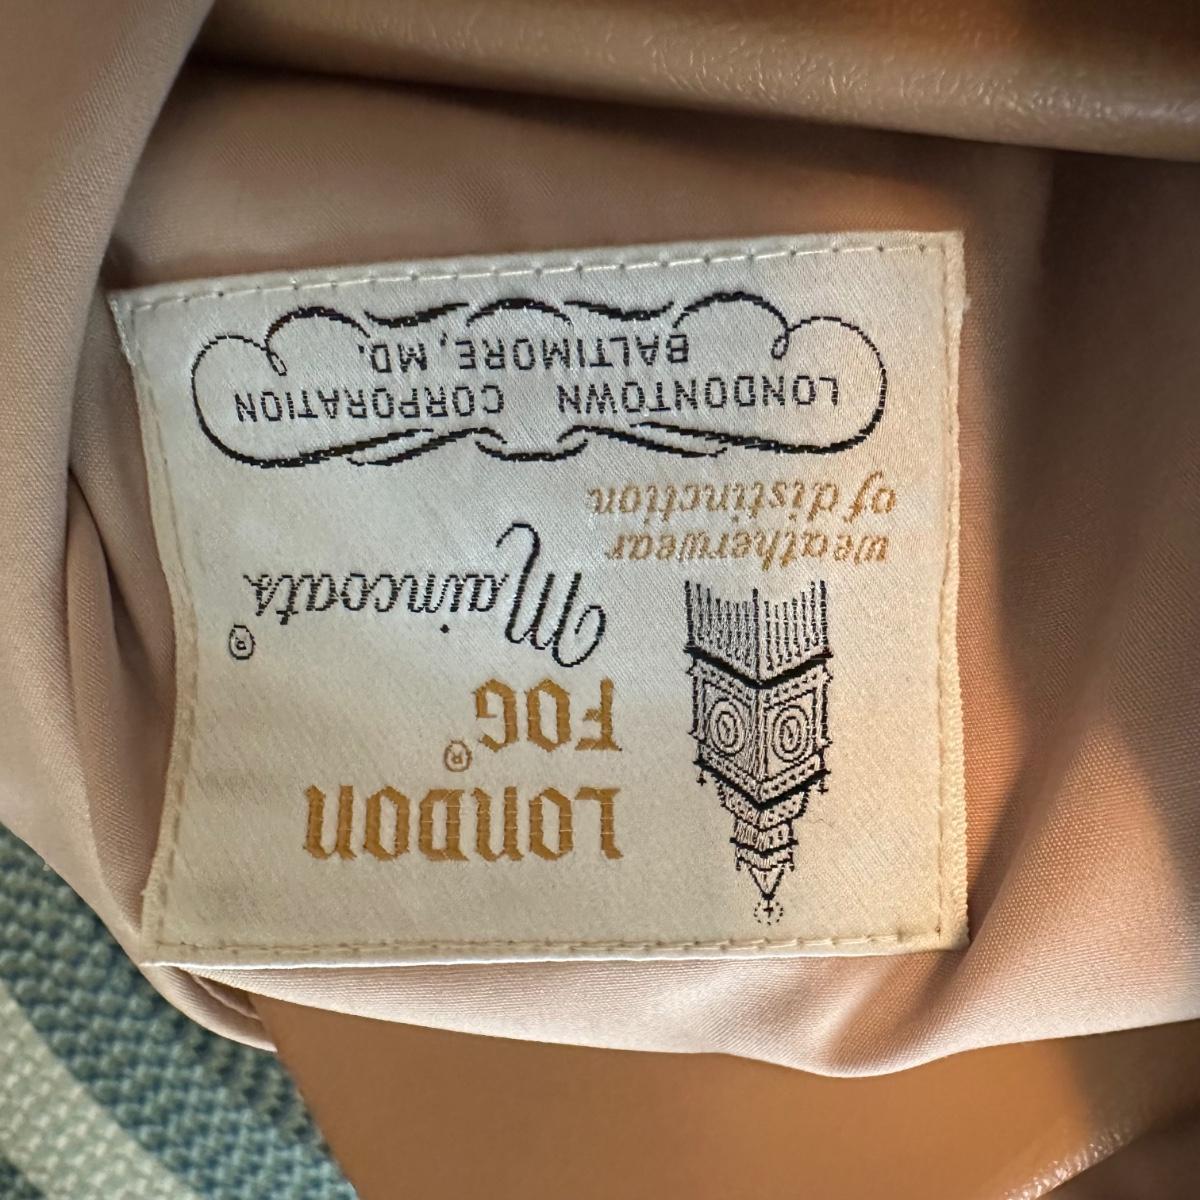 LONDON
FOG®
Maincoats®
weatherwear
of distinction
LONDONTOWN CORPORATION
BALTIMORE, MD.